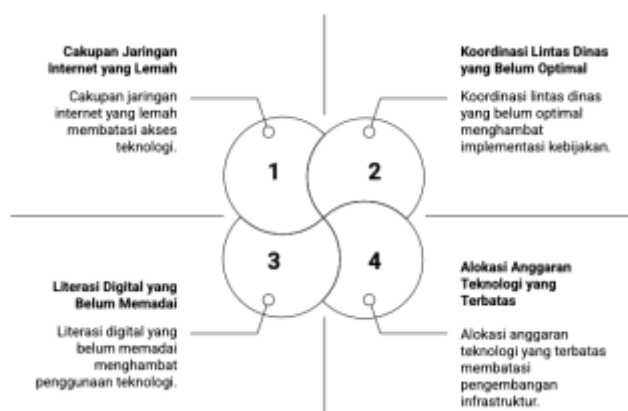 Cakupan Jaringan
Internet yang Lemah
Cakupan jaringan
internet yang lemah
membatasi akses
teknologi.
Koordinasi Lintas Dinas
yang Belum Optimal
Koordinasi lintas dinas
yang belum optimal
menghambat
implementasi kebijakan.
1
2
3
4
Literasi Digital yang
Belum Memadai
Literasi digital yang
belum memadai
menghambat
penggunaan teknologi.
Alokasi Anggaran
Teknologi yang
Terbatas
Alokasi anggaran
teknologi yang terbatas
membatasi
pengembangan
infrastruktur.